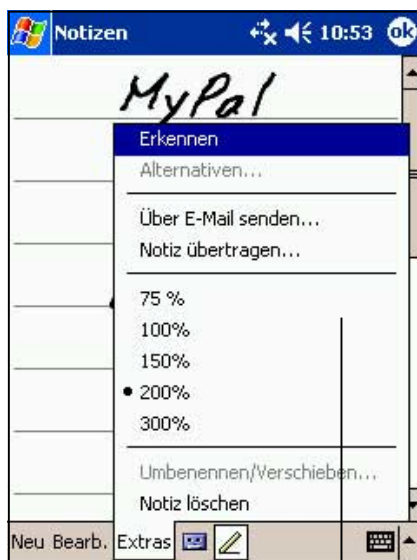 Notizen 10:53 ok
MyPal
Erkennen
Alternativen...
Über E-Mail senden...
Notiz übertragen...
75 %
100%
150%
200%
300%
Umbenennen/Verschieben...
Notiz löschen
Neu Bearb. Extras